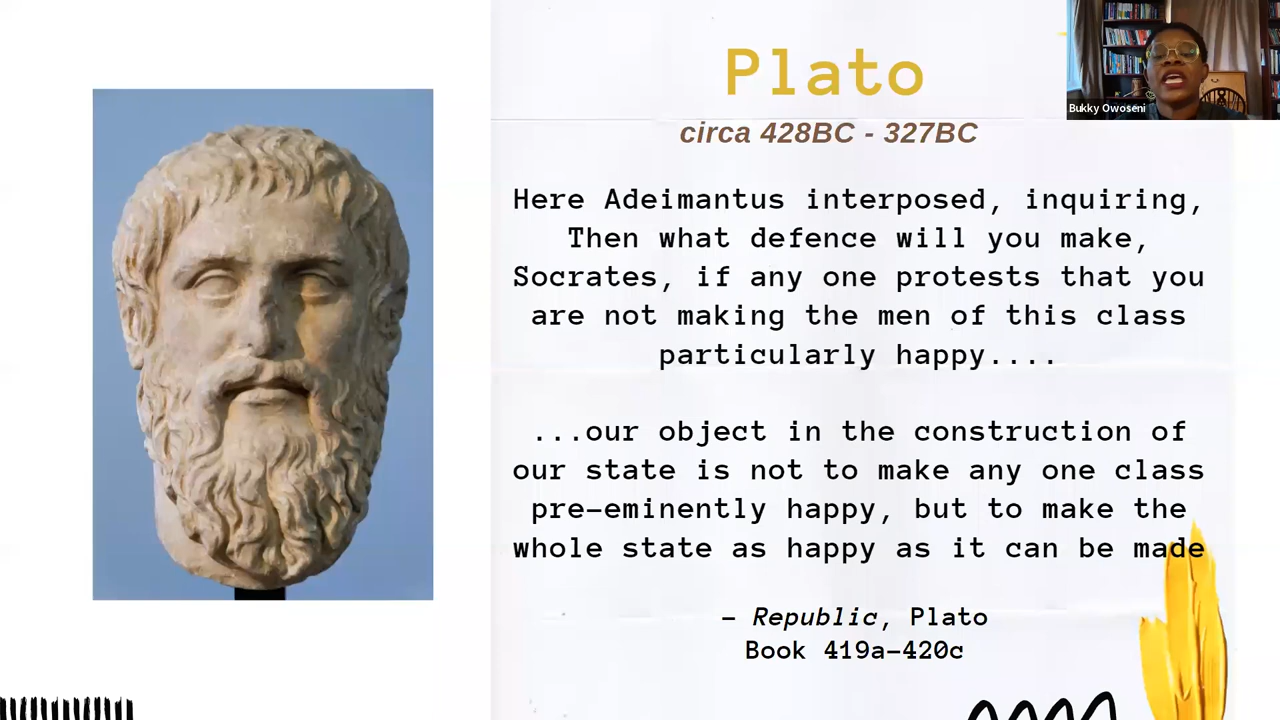 Plato
circa 428BC - 327BC
Bukky Owoseni
Here Adeimantus interposed, inquiring,
Then what defence will you make,
Socrates, if any one protests that you
are not making the men of this class
particularly happy....
...our object in the construction of
our state is not to make any one class
pre-eminently happy, but to make the
whole state as happy as it can be made
- Republic, Plato
Book 419a-420c